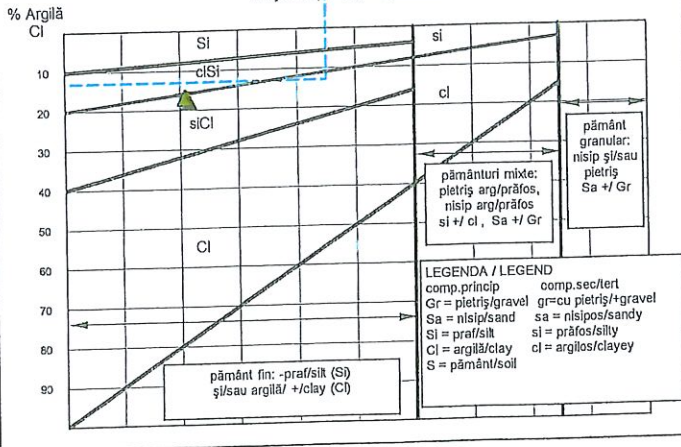 % Argilă
Cl
10
20
30
40
50
60
70
80
90
Si
clSi
siCl
Cl
si
cl
pământuri mixte:
pletriş arg/prăfos,
nisip arg/prăfos
si +/ cl , Sa +/ Gr
pământ
granular:
nisip şi/sau
pletriş
Sa +/ Gr
pământ fin: -praf/silt (Si)
şi/sau argilă/ +/clay (Cl)
LEGENDA / LEGEND
comp.princip comp.sec/tert
Gr = pietriş/gravel gr=cu pietriş/+gravel
Sa = nisip/sand sa = nisipos/sandy
Si = praf/silt si = prăfos/silty
Cl = argilă/clay cl = argilos/clayey
S = pământ/soil